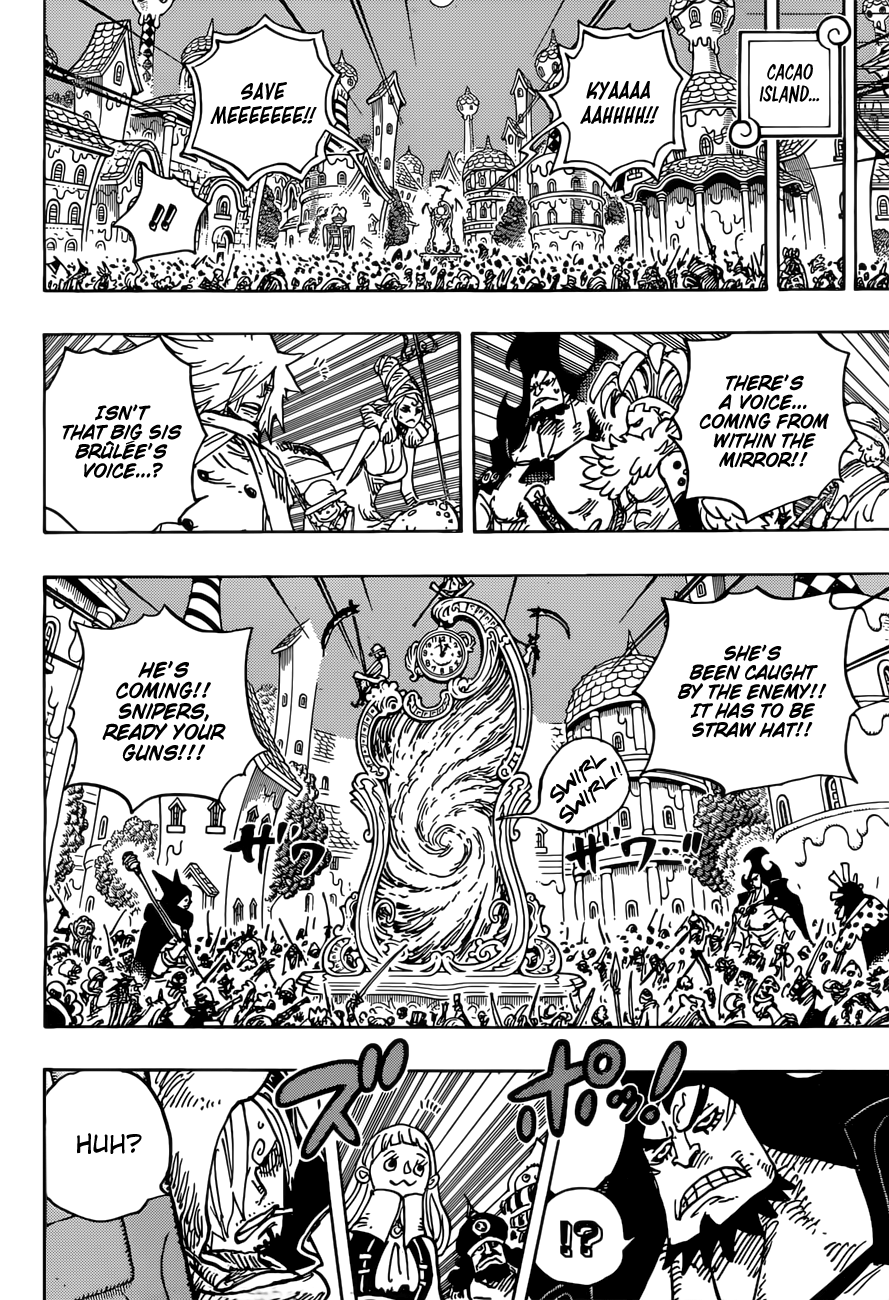 CACAO
ISLAND...
KYAAAA
AAHHH!!
SAVE
MEEEEEEE!!
!!
THERE'S
A VOICE...
COMING FROM
WITHIN THE
MIRROR!!
ISN'T
THAT BIG SIS
BRÛLÉE'S
VOICE...?
SHE'S
BEEN CAUGHT
BY THE ENEMY!!
IT HAS TO BE
STRAW HAT!!
SWIRL
SWIRL!!
HE'S
COMING!!
SNIPERS,
READY YOUR
GUNS!!!
ザワ…!!
ザワ
ポッ!
!?
ズ
HUH?